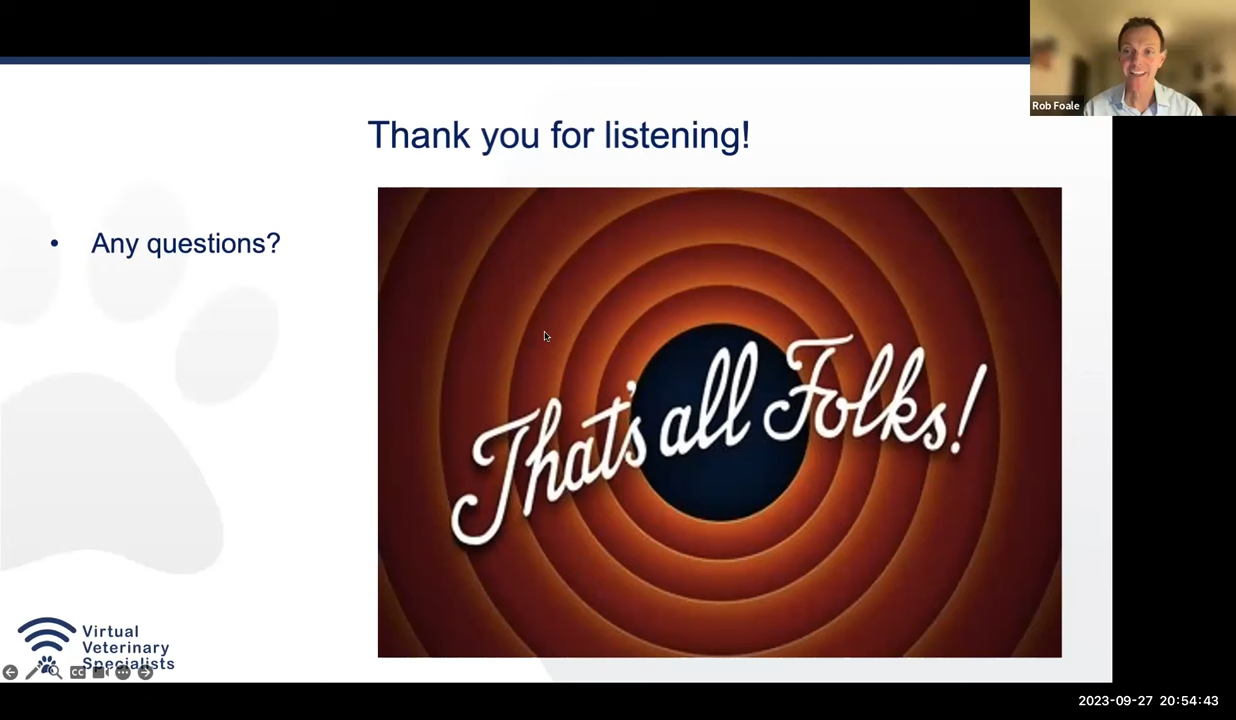 Rob Foale
Thank you for listening!
• Any questions?
That's all Folks!
Virtual
Veterinary
Specialists
CC
2023-09-27 20:54:43